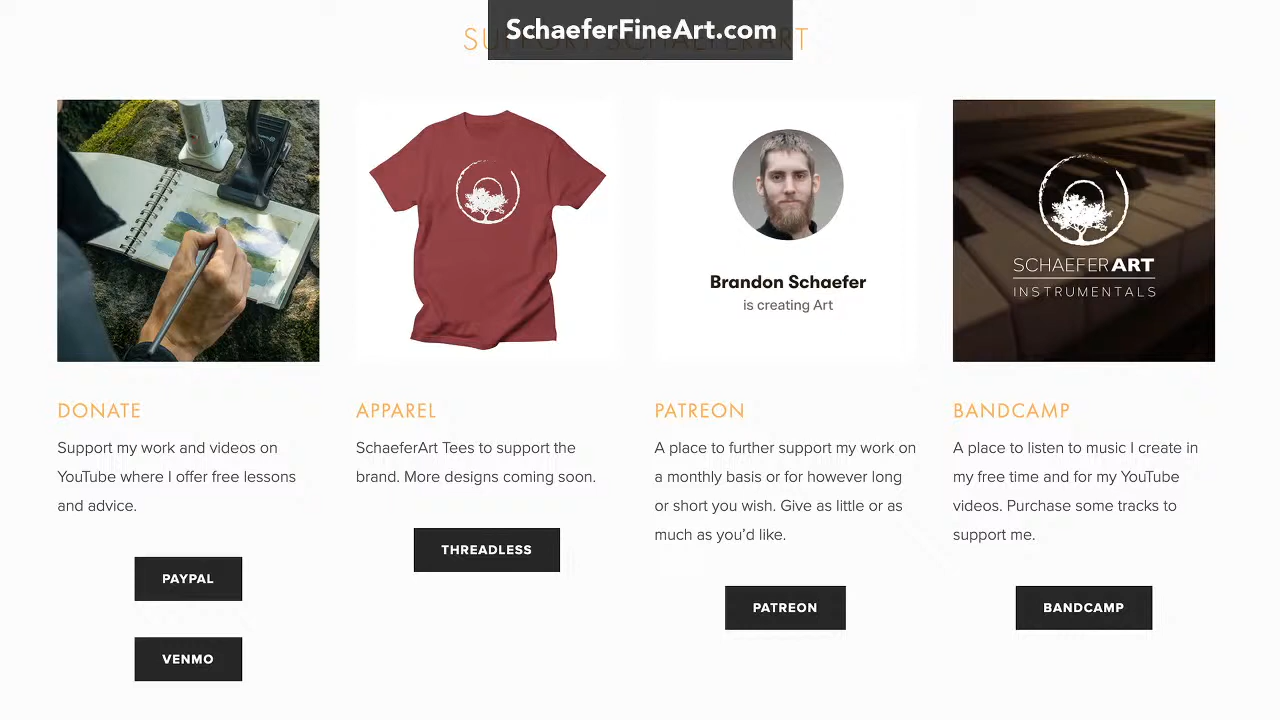 SchaeferFineArt.com
SUPPORT SCHAEFERART
SCHAEFERART
INSTRUMENTALS
Brandon Schaefer
is creating Art
DONATE
Support my work and videos on
YouTube where I offer free lessons
and advice.
PAYPAL
VENMO
APPAREL
SchaeferArt Tees to support the
brand. More designs coming soon.
THREADLESS
PATREON
A place to further support my work on
a monthly basis or for however long
or short you wish. Give as little or as
much as you’d like.
PATREON
BANDCAMP
A place to listen to music I create in
my free time and for my YouTube
videos. Purchase some tracks to
support me.
BANDCAMP